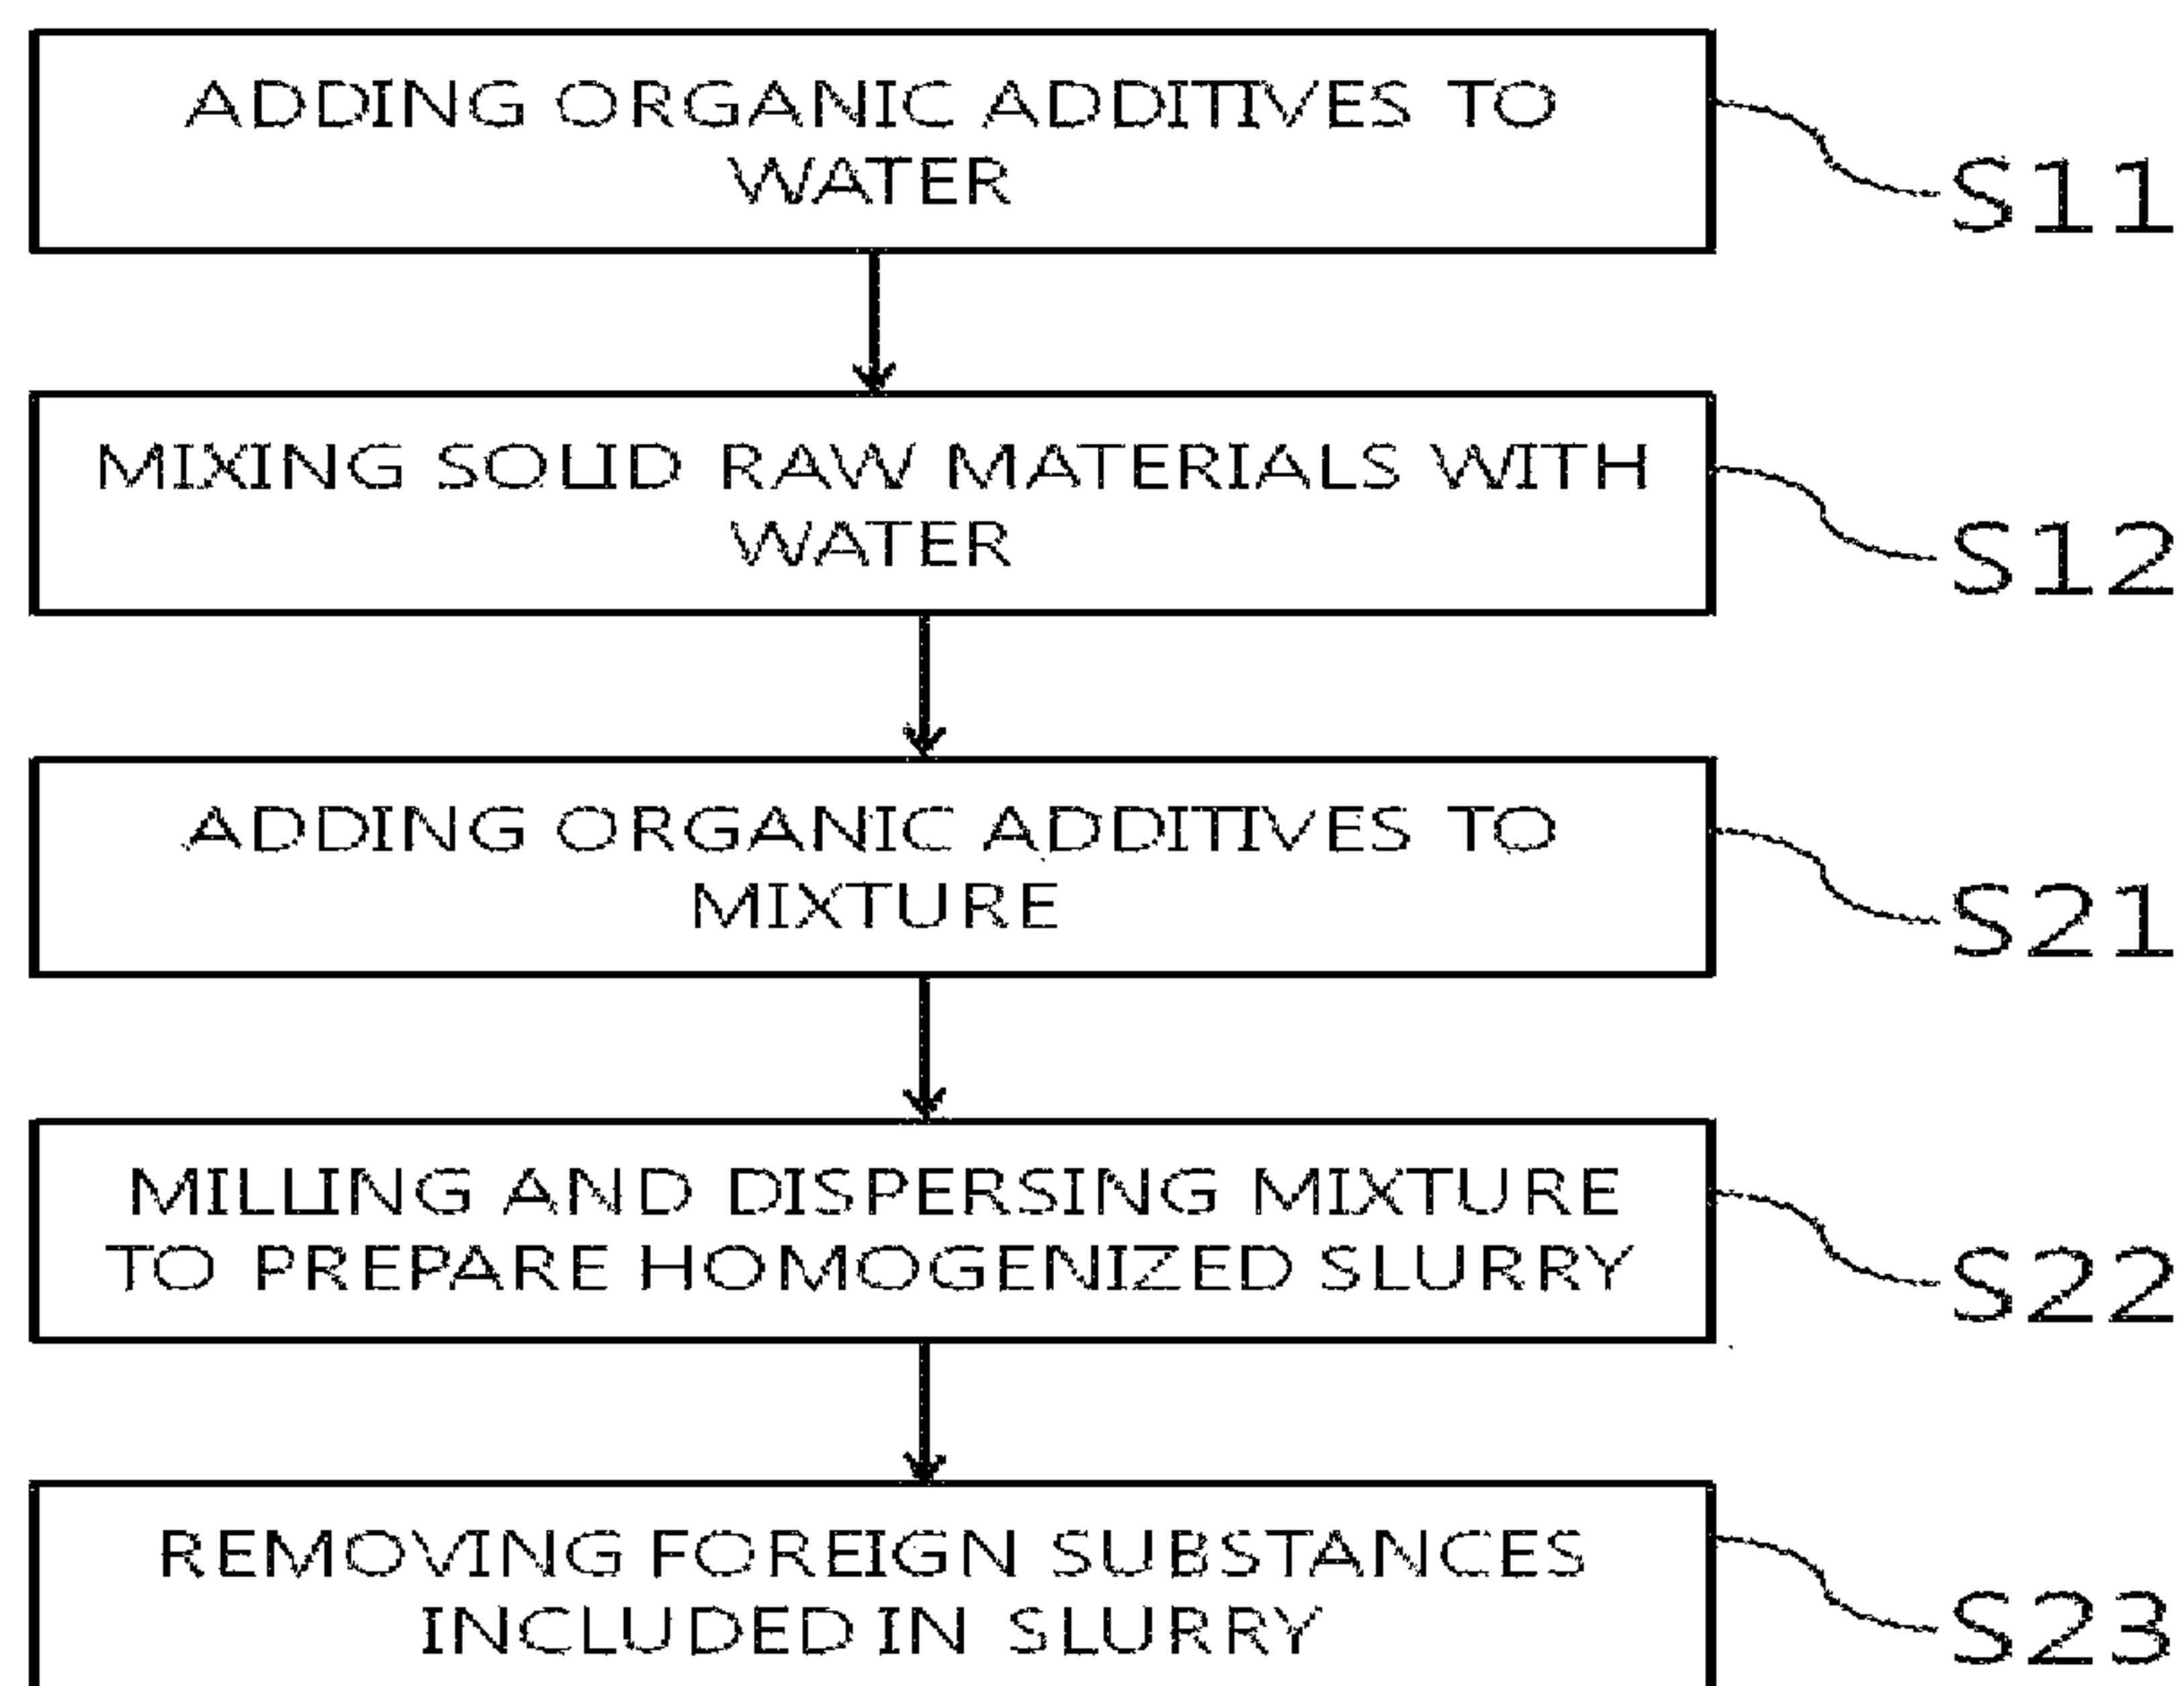 ADDING ORGANIC ADDITIVES TO
WATER
S11
MIXING SOLID RAW MATERIALS WITH
WATER
S12
ADDING ORGANIC ADDITIVES TO
MIXTURE
S21
MILLING AND DISPERSING MIXTURE
TO PREPARE HOMOGENIZED SLURRY
S22
REMOVING FOREIGN SUBSTANCES
INCLUDED IN SLURRY
S23